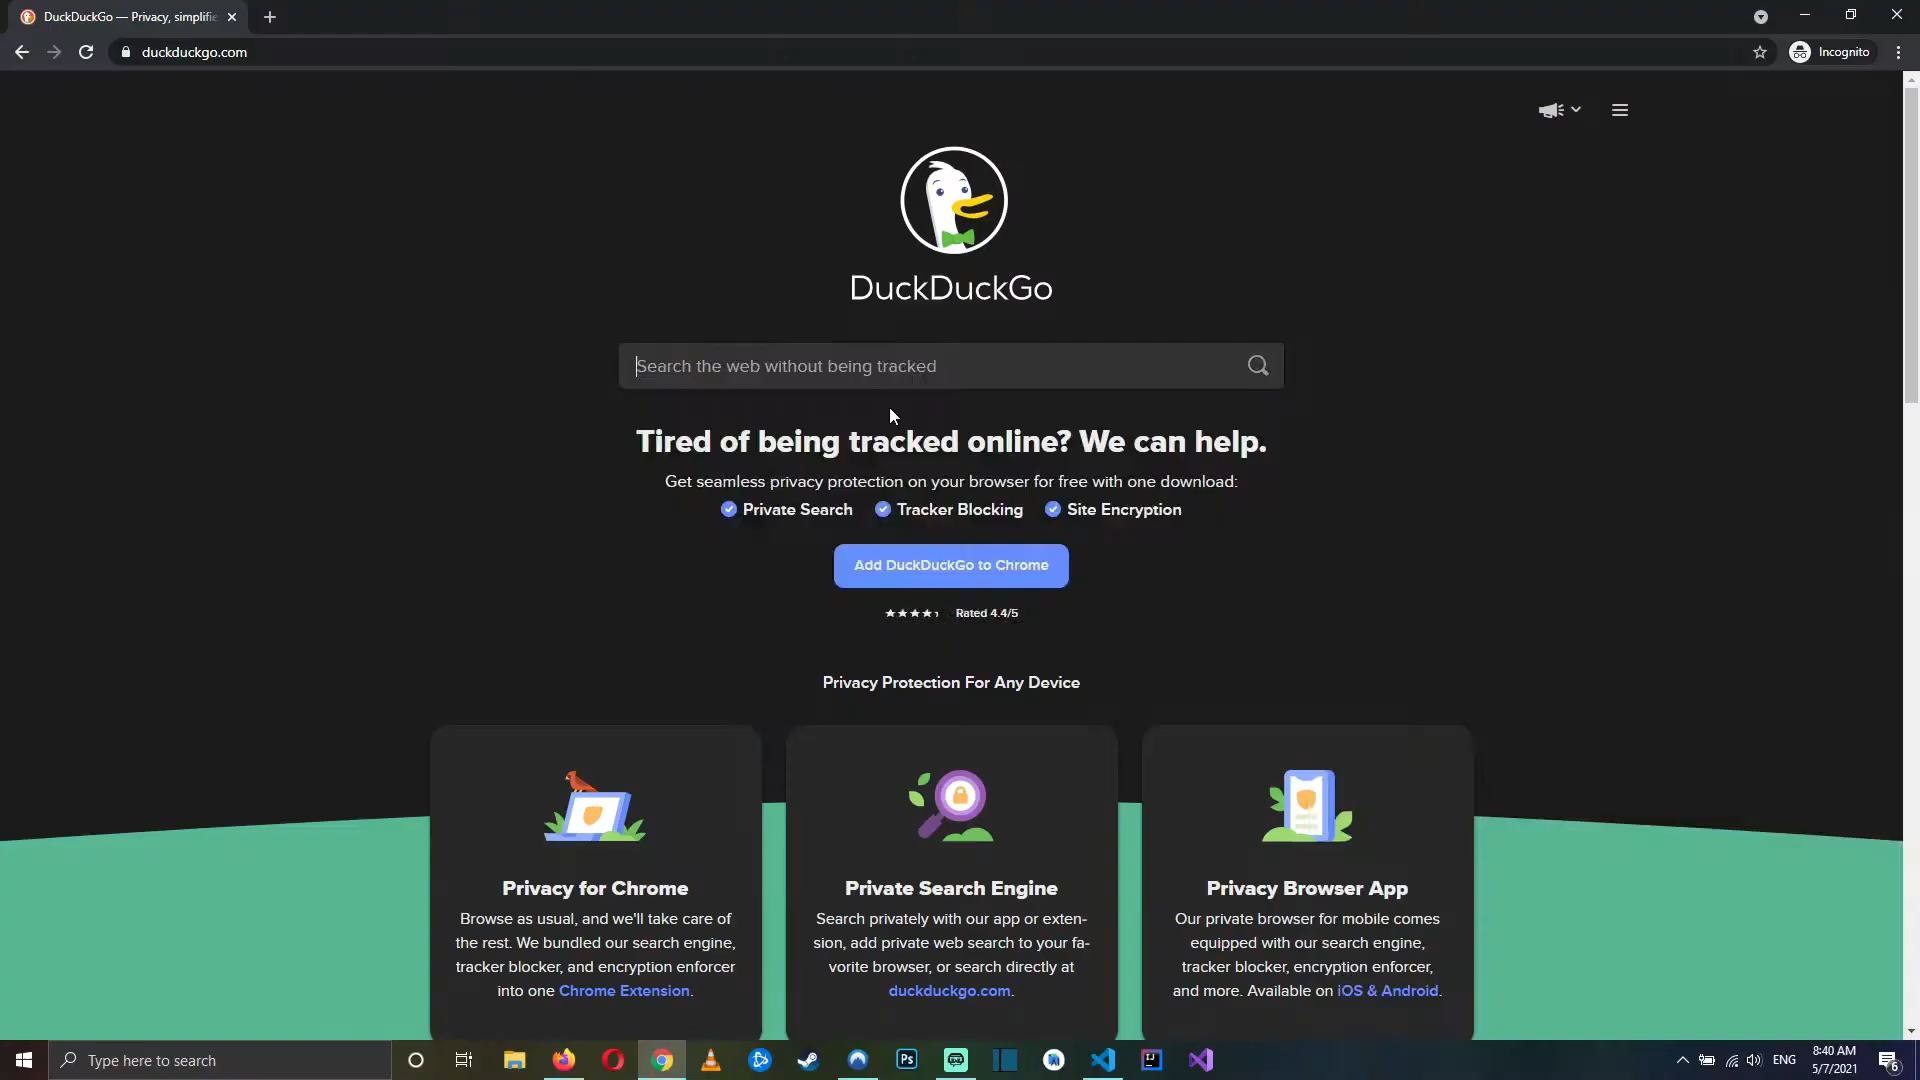 DuckDuckGo — Privacy, simplifie
duckduckgo.com
Incognito
DuckDuckGo
Search the web without being tracked
Tired of being tracked online? We can help.
Get seamless privacy protection on your browser for free with one download:
Private Search Tracker Blocking Site Encryption
Add DuckDuckGo to Chrome
Rated 4.4/5
Privacy Protection For Any Device
Privacy for Chrome
Browse as usual, and we'll take care of
the rest. We bundled our search engine,
tracker blocker, and encryption enforcer
into one Chrome Extension.
Private Search Engine
Search privately with our app or exten-
sion, add private web search to your fa-
vorite browser, or search directly at
duckduckgo.com.
Privacy Browser App
Our private browser for mobile comes
equipped with our search engine,
tracker blocker, encryption enforcer,
and more. Available on iOS & Android.
Type here to search
Ps
IJ
ENG
8:40 AM
5/7/2021
6